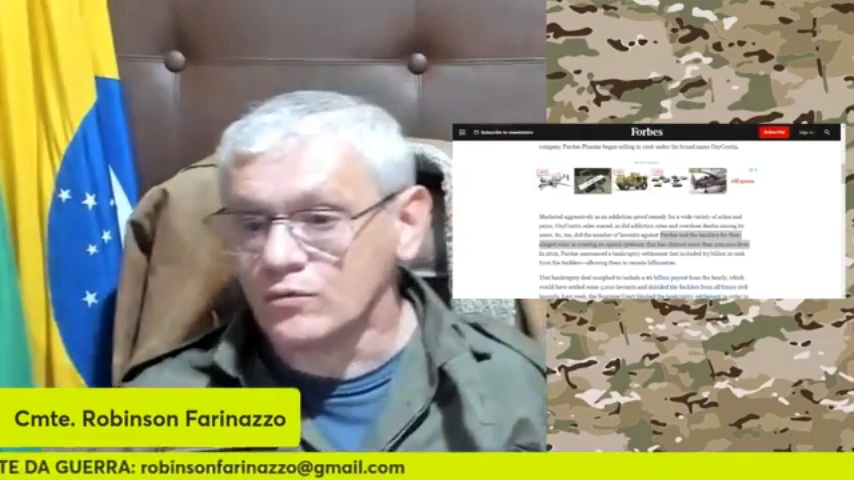 Subscribe to newsletters
Forbes
Subscribe
Sign In
company Purdue Pharma began selling in 1996 under the brand name OxyContin.
AliExpress
Marketed aggressively as an addiction proof remedy for a wide variety of aches and
pains, OxyContin sales soared, as did addiction rates and overdose deaths among its
users. So, too, did the number of lawsuits against Purdue and the Sacklers for their
alleged roles in creating an opioid epidemic that has claimed more than
In 2019, Purdue announced a bankruptcy settlement that included $3 billion in cash
from the Sacklers—allowing them to remain billionaires.
That bankruptcy deal morphed to include a $6 billion payout from the family, which
would have settled some lawsuits and shielded the Sacklers from all future civil
lawsuits. Last week, the Supreme Court blocked the bankruptcy settlement in order to
Cmte. Robinson Farinazzo
TE DA GUERRA: robinsonfarinazzo@gmail.com